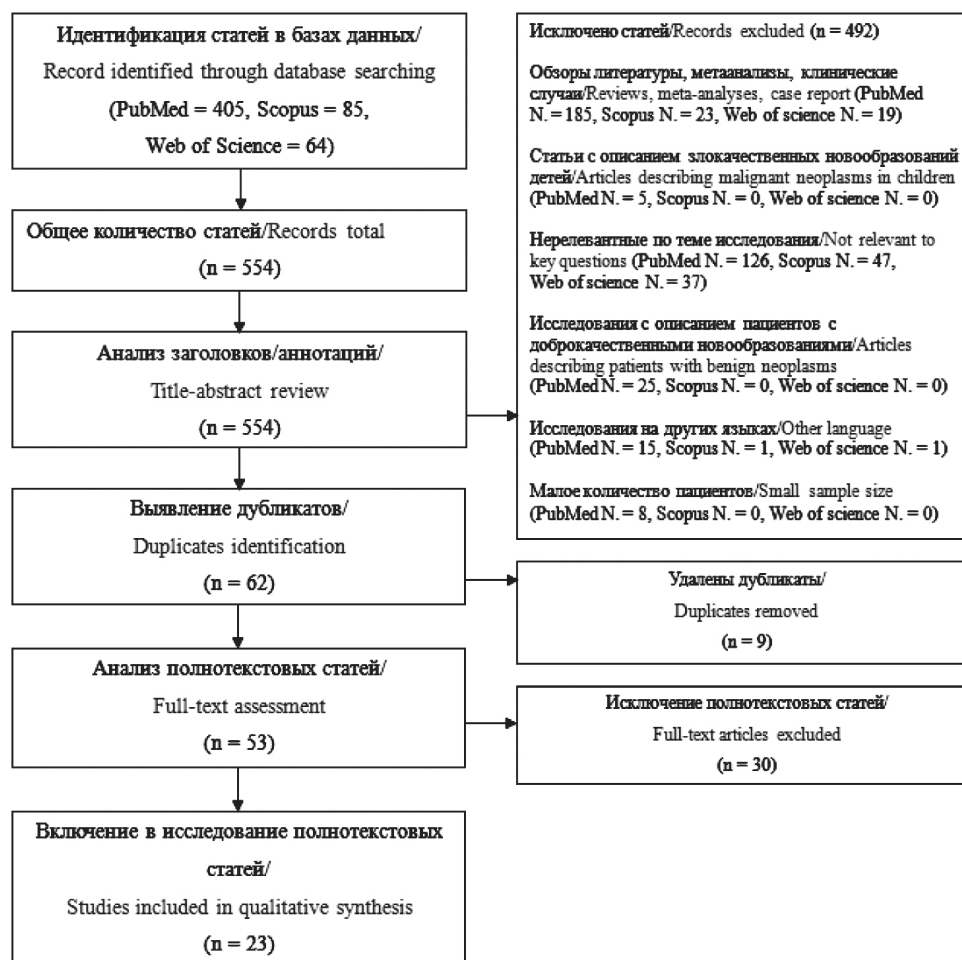 Идентификация статей в базах данных/
Record identified through database searching
(PubMed = 405, Scopus = 85,
Web of Science = 64)
Общее количество статей/Records total
(n = 554)
Анализ заголовков/аннотаций/
Title-abstract review
(n = 554)
Выявление дубликатов/
Duplicates identification
(n = 62)
Анализ полнотекстовых статей/
Full-text assessment
(n = 53)
Включение в исследование полнотекстовых
статей/
Studies included in qualitative synthesis
(n = 23)
Исключено статей/Records excluded (n = 492)
Обзоры литературы, метаанализы, клинические
случаи/Reviews, meta-analyses, case report (PubMed
N. = 185, Scopus N. = 23, Web of science N. = 19)
Статьи с описанием злокачественных новообразований
детей/Articles describing malignant neoplasms in children
(PubMed N. = 5, Scopus N. = 0, Web of science N. = 0)
Нерелевантные по теме исследования/Not relevant to
key questions (PubMed N. = 126, Scopus N. = 47,
Web of science N. = 37)
Исследования с описанием пациентов с
доброкачественными новообразованиями/Articles
describing patients with benign neoplasms
(PubMed N. = 25, Scopus N. = 0, Web of science N. = 0)
Исследования на других языках/Other language
(PubMed N. = 15, Scopus N. = 1, Web of science N. = 1)
Малое количество пациентов/Small sample size
(PubMed N. = 8, Scopus N. = 0, Web of science N. = 0)
Удалены дубликаты/
Duplicates removed
(n = 9)
Исключение полнотекстовых статей/
Full-text articles excluded
(n = 30)